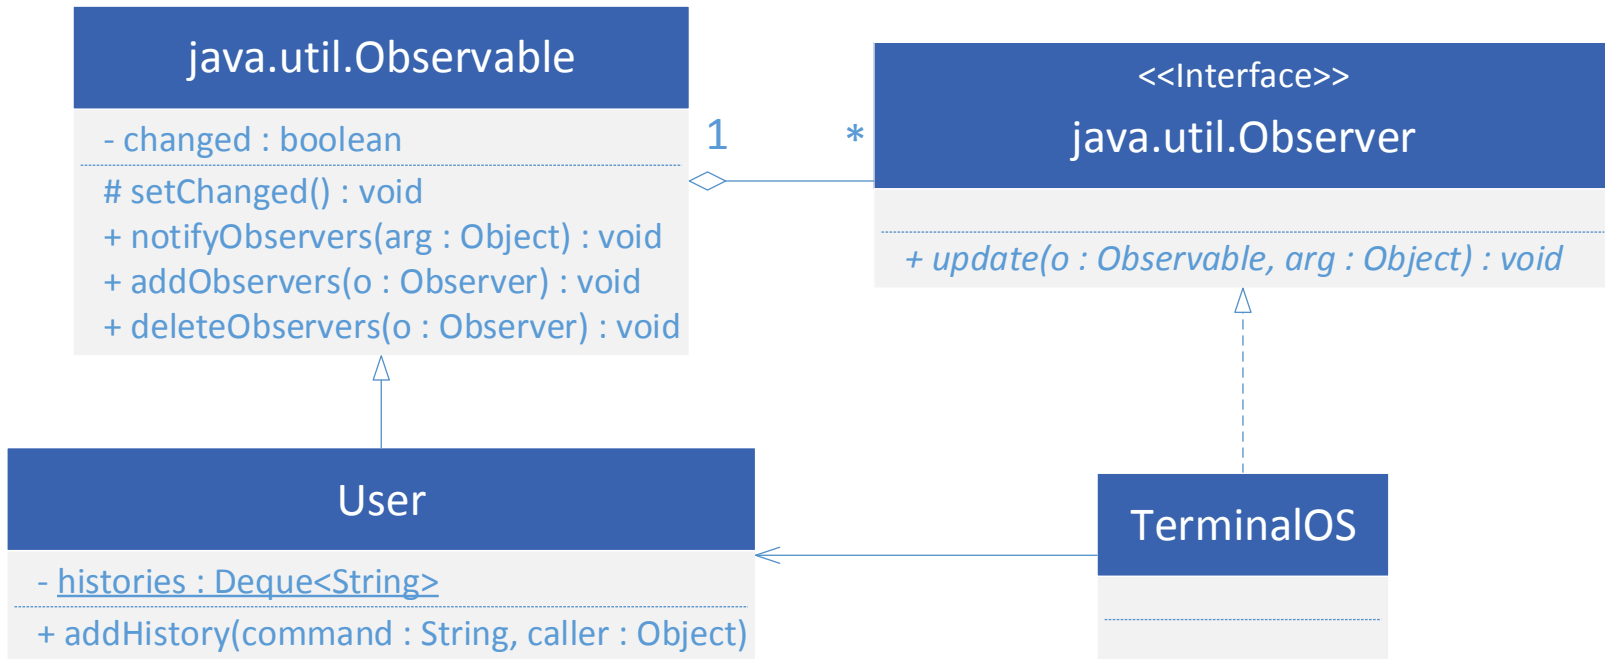 java.util.Observable
- changed : boolean
# setChanged() : void
+ notifyObservers(arg : Object) : void
+ addObservers(o : Observer) : void
+ deleteObservers(o : Observer) : void
1
*
<<Interface>>
java.util.Observer
+ update(o : Observable, arg : Object) : void
User
- histories : Deque<String>
+ addHistory(command : String, caller : Object)
TerminalOS